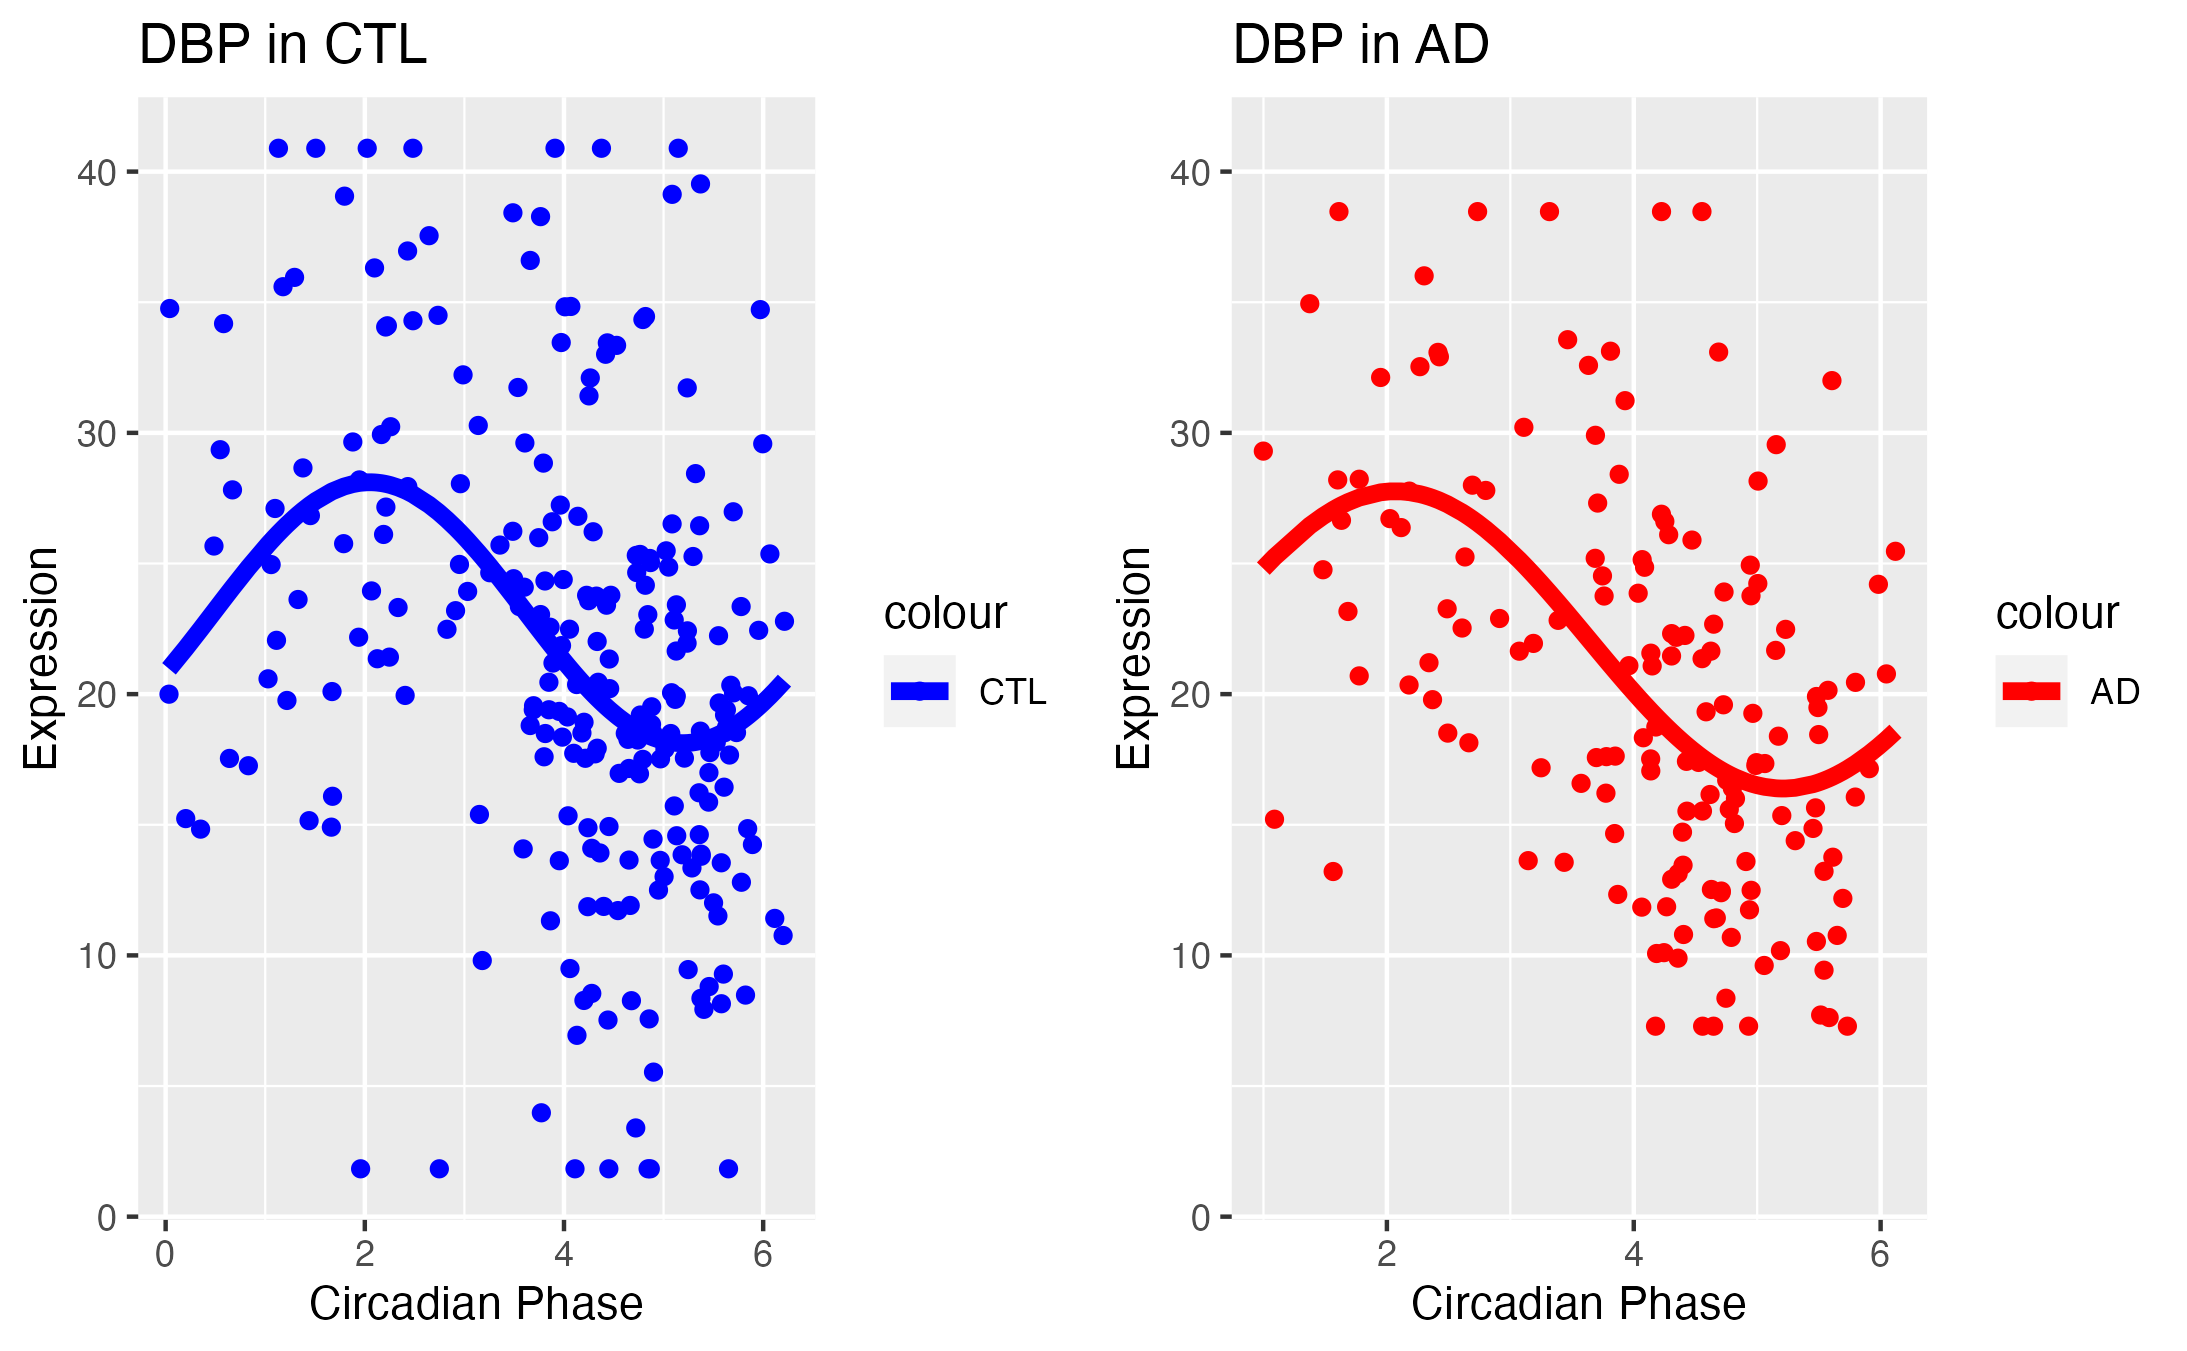 DBP in CTL
Expression
40
30
20
10
0
0 2 4 6
Circadian Phase
colour
CTL
DBP in AD
Expression
40
30
20
10
0
2 4 6
Circadian Phase
colour
AD